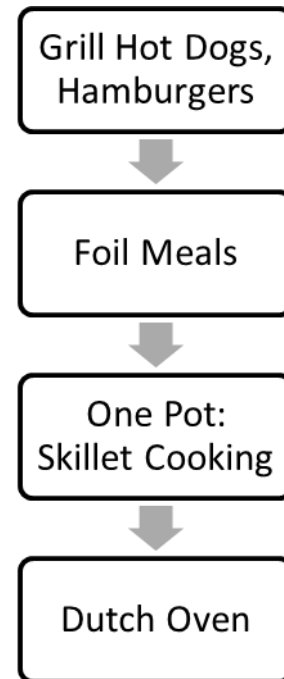 Grill Hot Dogs,
Hamburgers
Foil Meals
One Pot:
Skillet Cooking
Dutch Oven